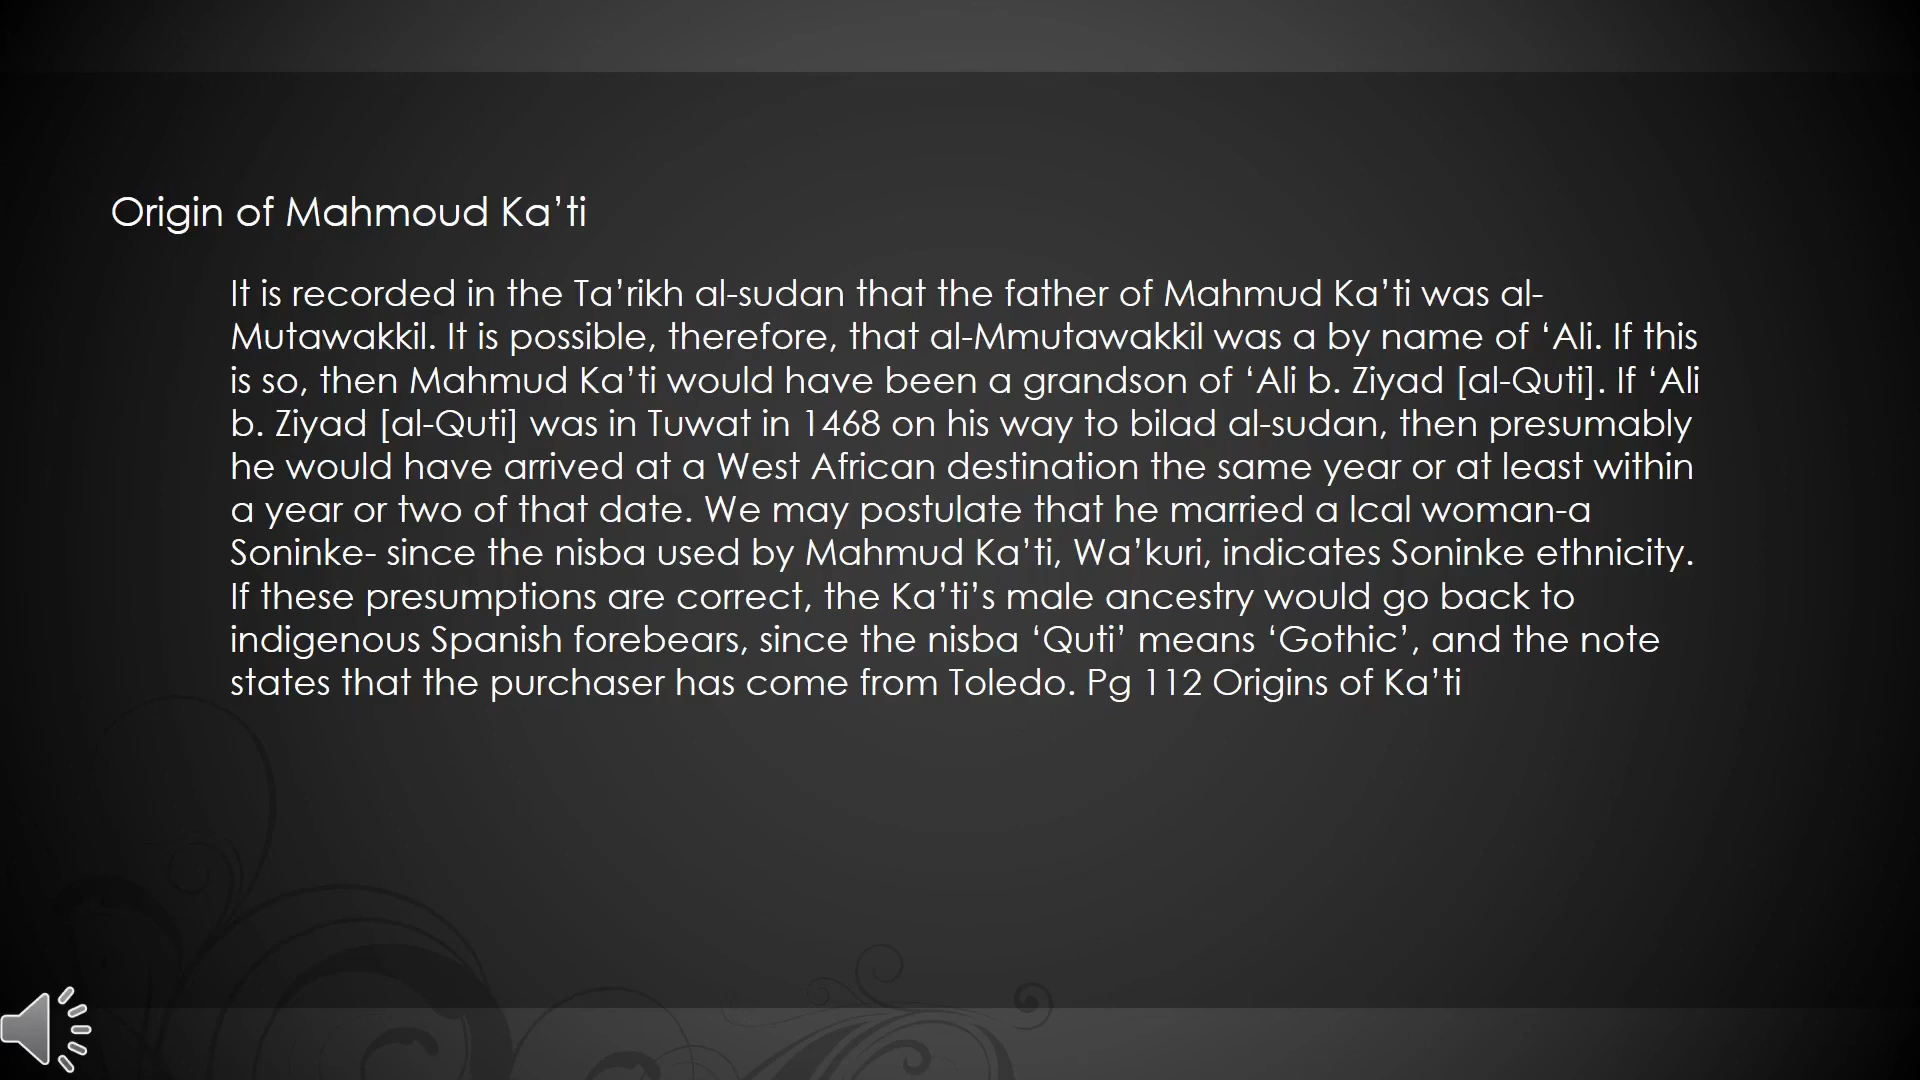 Origin of Mahmoud Ka’ti
It is recorded in the Ta’rikh al-sudan that the father of Mahmud Ka’ti was al-
Mutawakkil. It is possible, therefore, that al-Mmutawakkil was a by name of ‘Ali. If this
is so, then Mahmud Ka’ti would have been a grandson of ‘Ali b. Ziyad [al-Quti]. If ‘Ali
b. Ziyad [al-Quti] was in Tuwat in 1468 on his way to bilad al-sudan, then presumably
he would have arrived at a West African destination the same year or at least within
a year or two of that date. We may postulate that he married a lcal woman-a
Soninke- since the nisba used by Mahmud Ka’ti, Wa’kuri, indicates Soninke ethnicity.
If these presumptions are correct, the Ka’ti’s male ancestry would go back to
indigenous Spanish forebears, since the nisba ‘Quti’ means ‘Gothic’, and the note
states that the purchaser has come from Toledo. Pg 112 Origins of Ka’ti